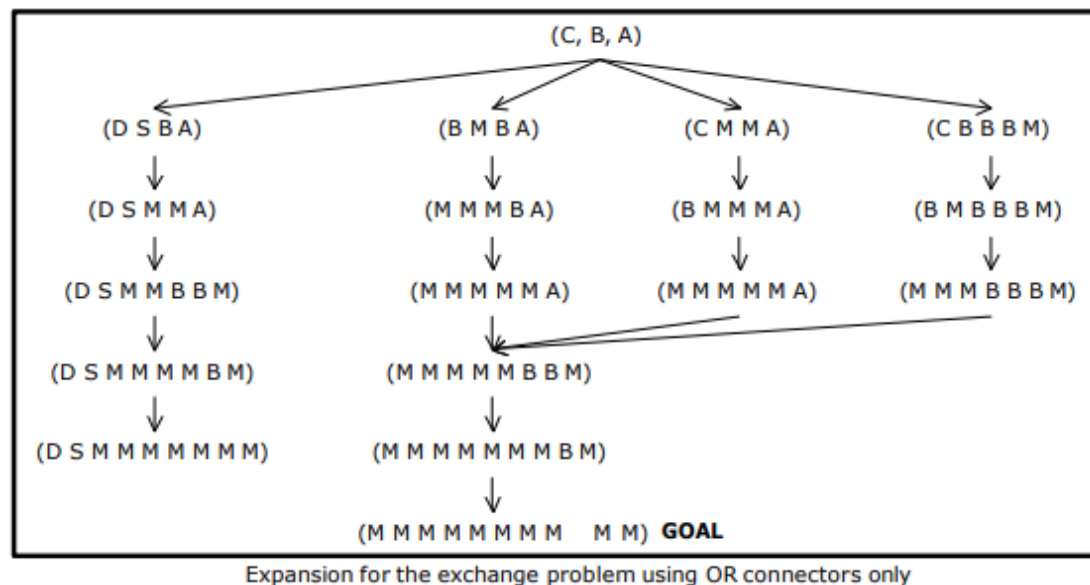 (C, B, A)
(D S B A) (B M B A) (C M M A) (C B B B M)
(D S M M A) (M M M B A) (B M M M A) (B M B B B M)
(D S M M B B M) (M M M M M A) (M M M M M A) (M M M B B B M)
(D S M M M M B M) (M M M M M B B M)
(D S M M M M M M M) (M M M M M M M B M)
(M M M M M M M M M M) GOAL
Expansion for the exchange problem using OR connectors only